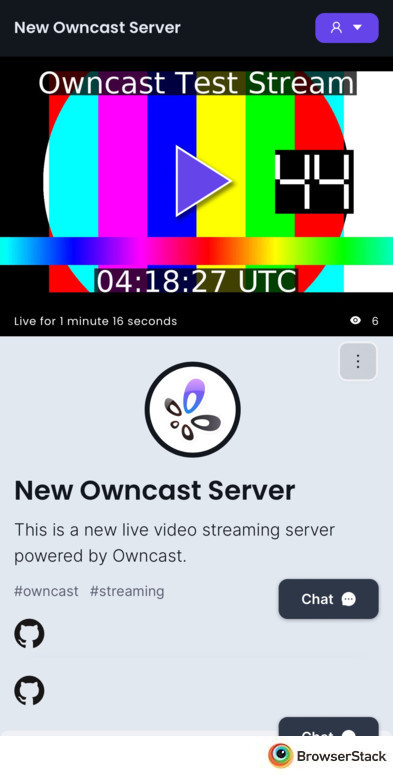 New Owncast Server
Owncast Test Stream
44
04:18:27 UTC
Live for 1 minute 16 seconds
6
New Owncast Server
This is a new live video streaming server
powered by Owncast.
#owncast #streaming
Chat
Chat
BrowserStack